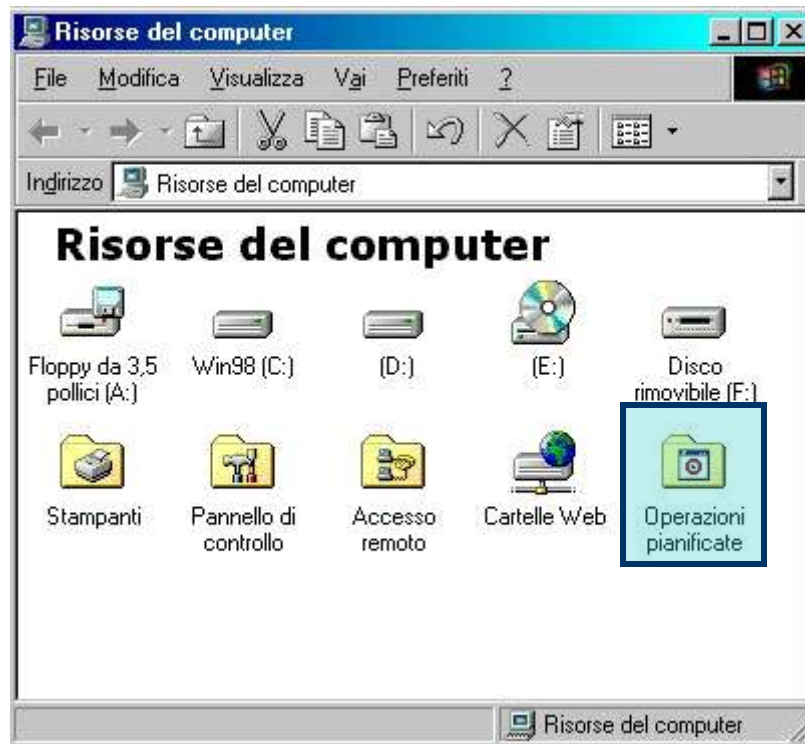 Risorse del computer
File Modifica Visualizza Vai Preferiti ?
Indirizzo Risorse del computer
Risorse del computer
Floppy da 3,5
pollici (A:)
Win98 (C:)
(D:)
(E:)
Disco
rimovibile (F:)
Stampanti
Pannello di
controllo
Accesso
remoto
Cartelle Web
Operazioni
pianificate
Risorse del computer